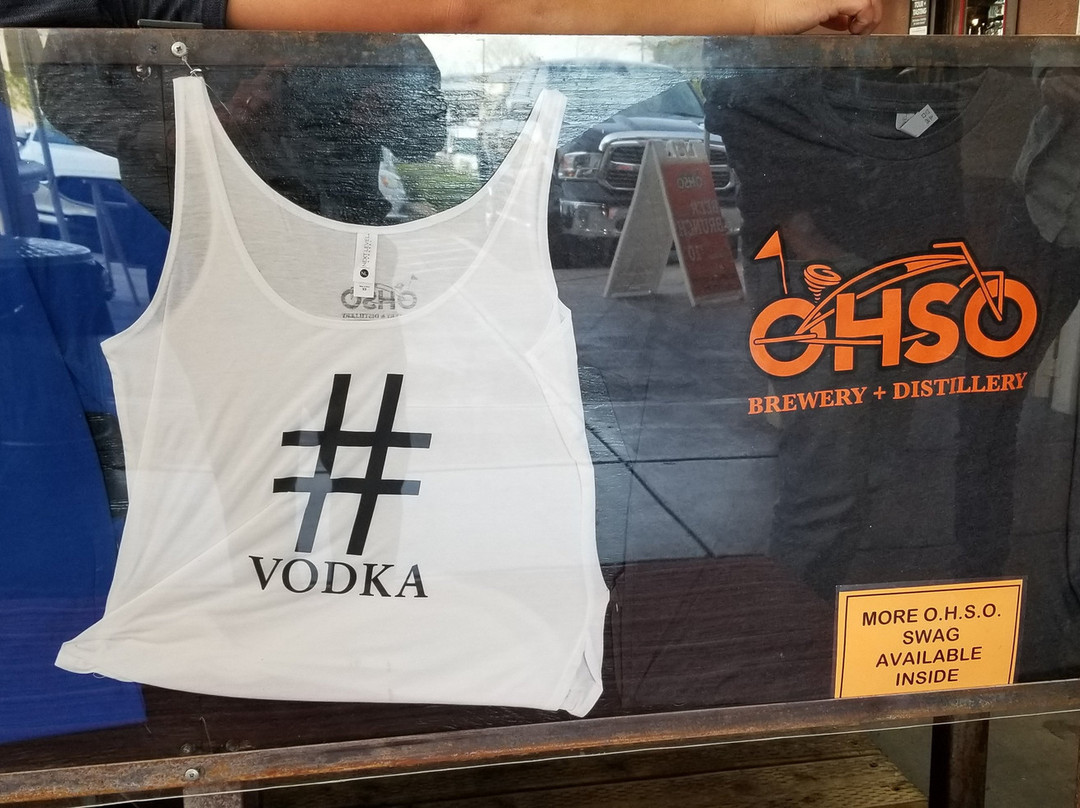 #
VODKA
OHSO
BREWERY + DISTILLERY
MORE O.H.S.O.
SWAG
AVAILABLE
INSIDE